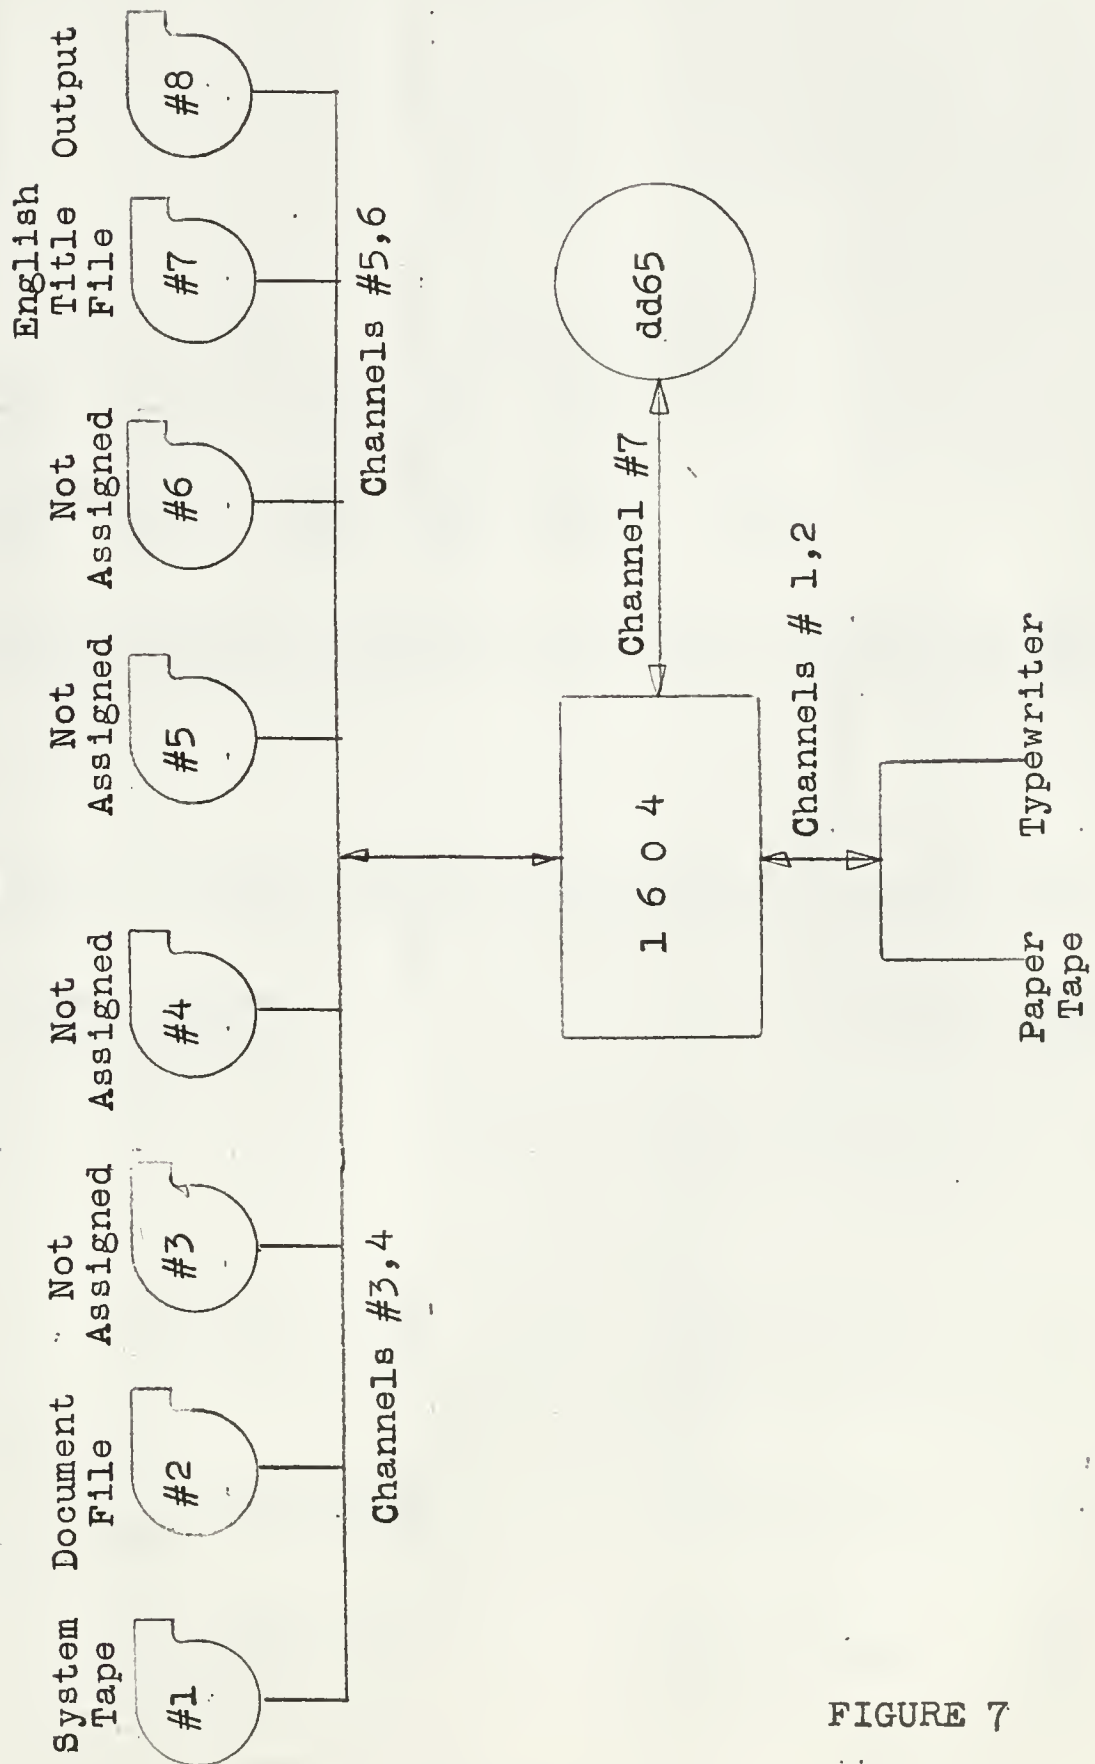 System
Tape
Document
File
Not
Assigned
Not
Assigned
Not
Assigned
Not
Assigned
English
Title
File
Output
#1
#2
#3
#4
#5
#6
#7
#8
Channels #3,4
Channels #5,6
1 6 0 4
Channel #7
dd65
Channels # 1,2
Paper
Tape
Typewriter
FIGURE 7